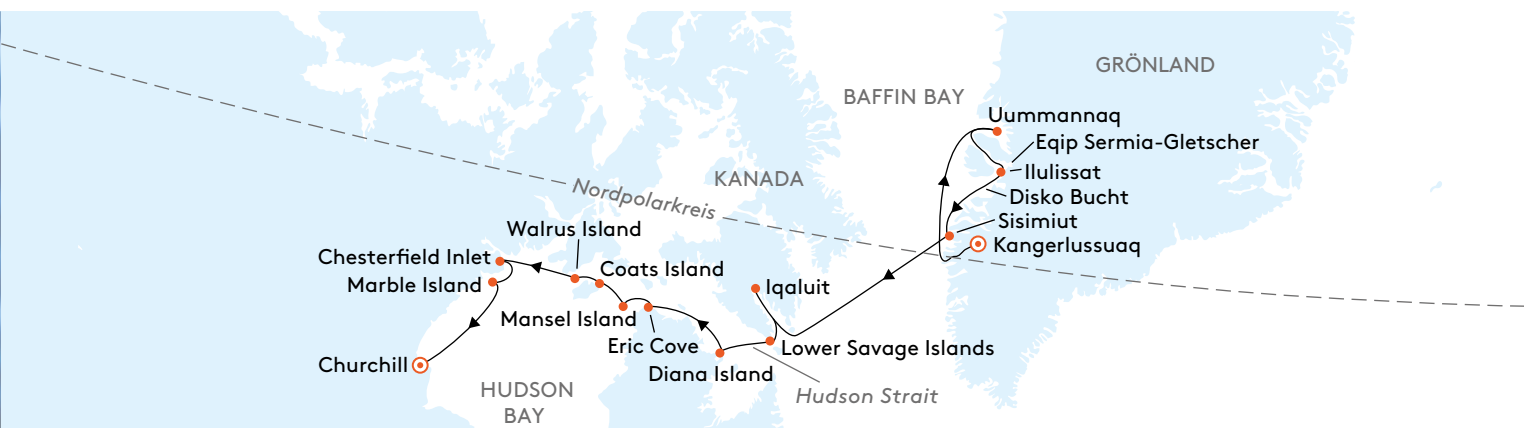 GRÖNLAND
BAFFIN BAY
Uummannaq
Eqip Sermia-Gletscher
Ilulissat
KANADA
Nordpolarkreis
Disko Bucht
Sisimiut
Walrus Island
Kangerlussuaq
Chesterfield Inlet
Coats Island
Marble Island
Iqaluit
Mansel Island
Eric Cove
Lower Savage Islands
Churchill
Diana Island
HUDSON
BAY
Hudson Strait